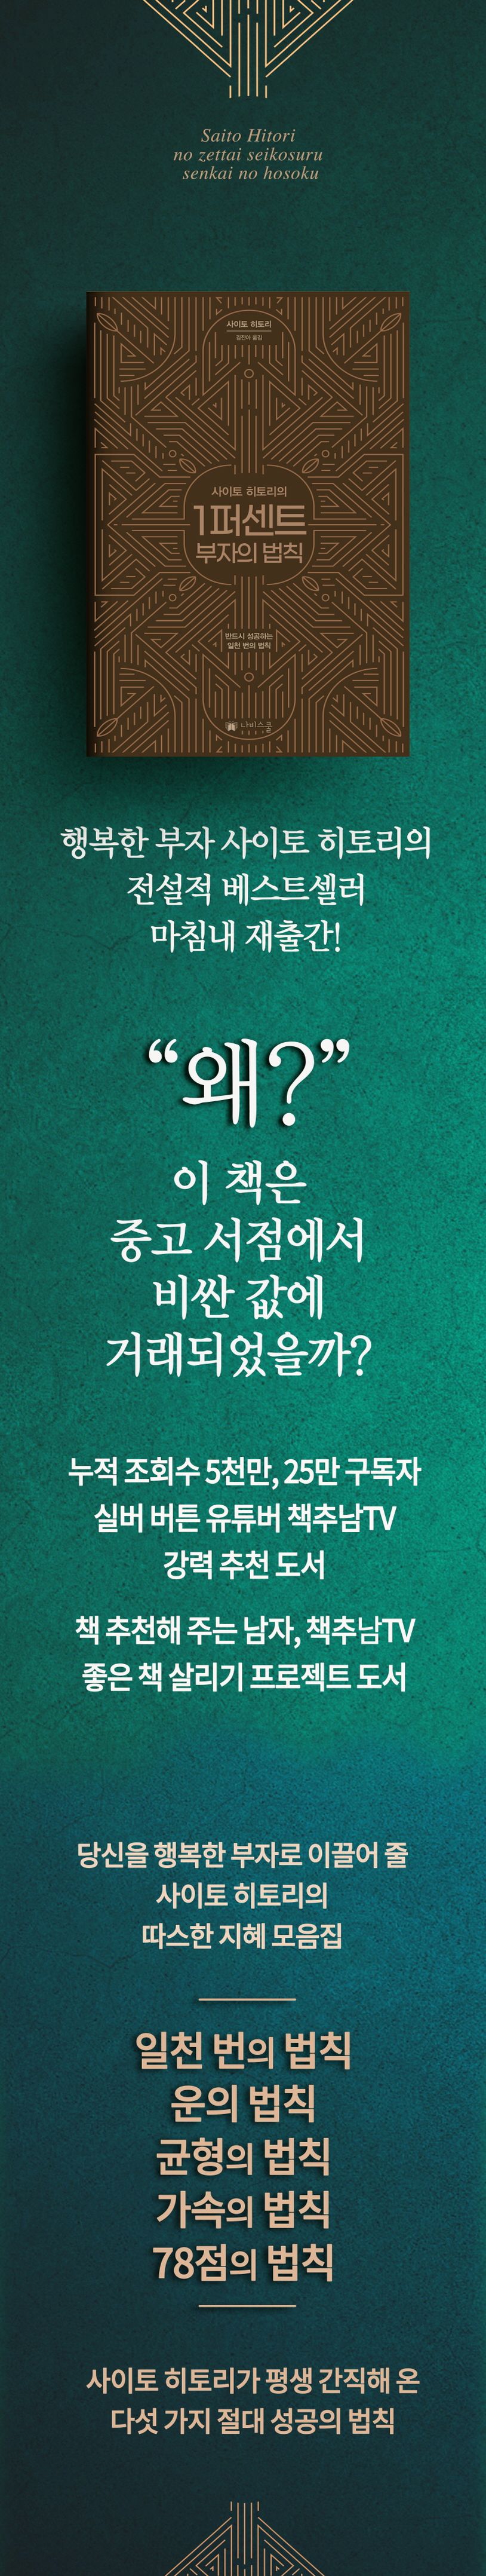 Saito Hitori
no zettai seikosuru
senkai no hosoku
사이토 히토리
김진아 옮김
사이토 히토리의
1퍼센트
부자의 법칙
반드시 성공하는
일천 번의 법칙
나비스쿨
행복한 부자 사이토 히토리의
전설적 베스트셀러
마침내 재출간!
“왜?”
이 책은
중고 서점에서
비싼 값에
거래되었을까?
누적 조회수 5천만, 25만 구독자
실버 버튼 유튜버 책추남TV
강력 추천 도서
책 추천해 주는 남자, 책추남TV
좋은 책 살리기 프로젝트 도서
당신을 행복한 부자로 이끌어 줄
사이토 히토리의
따스한 지혜 모음집
일천 번의 법칙
운의 법칙
균형의 법칙
가속의 법칙
78점의 법칙
사이토 히토리가 평생 간직해 온
다섯 가지 절대 성공의 법칙